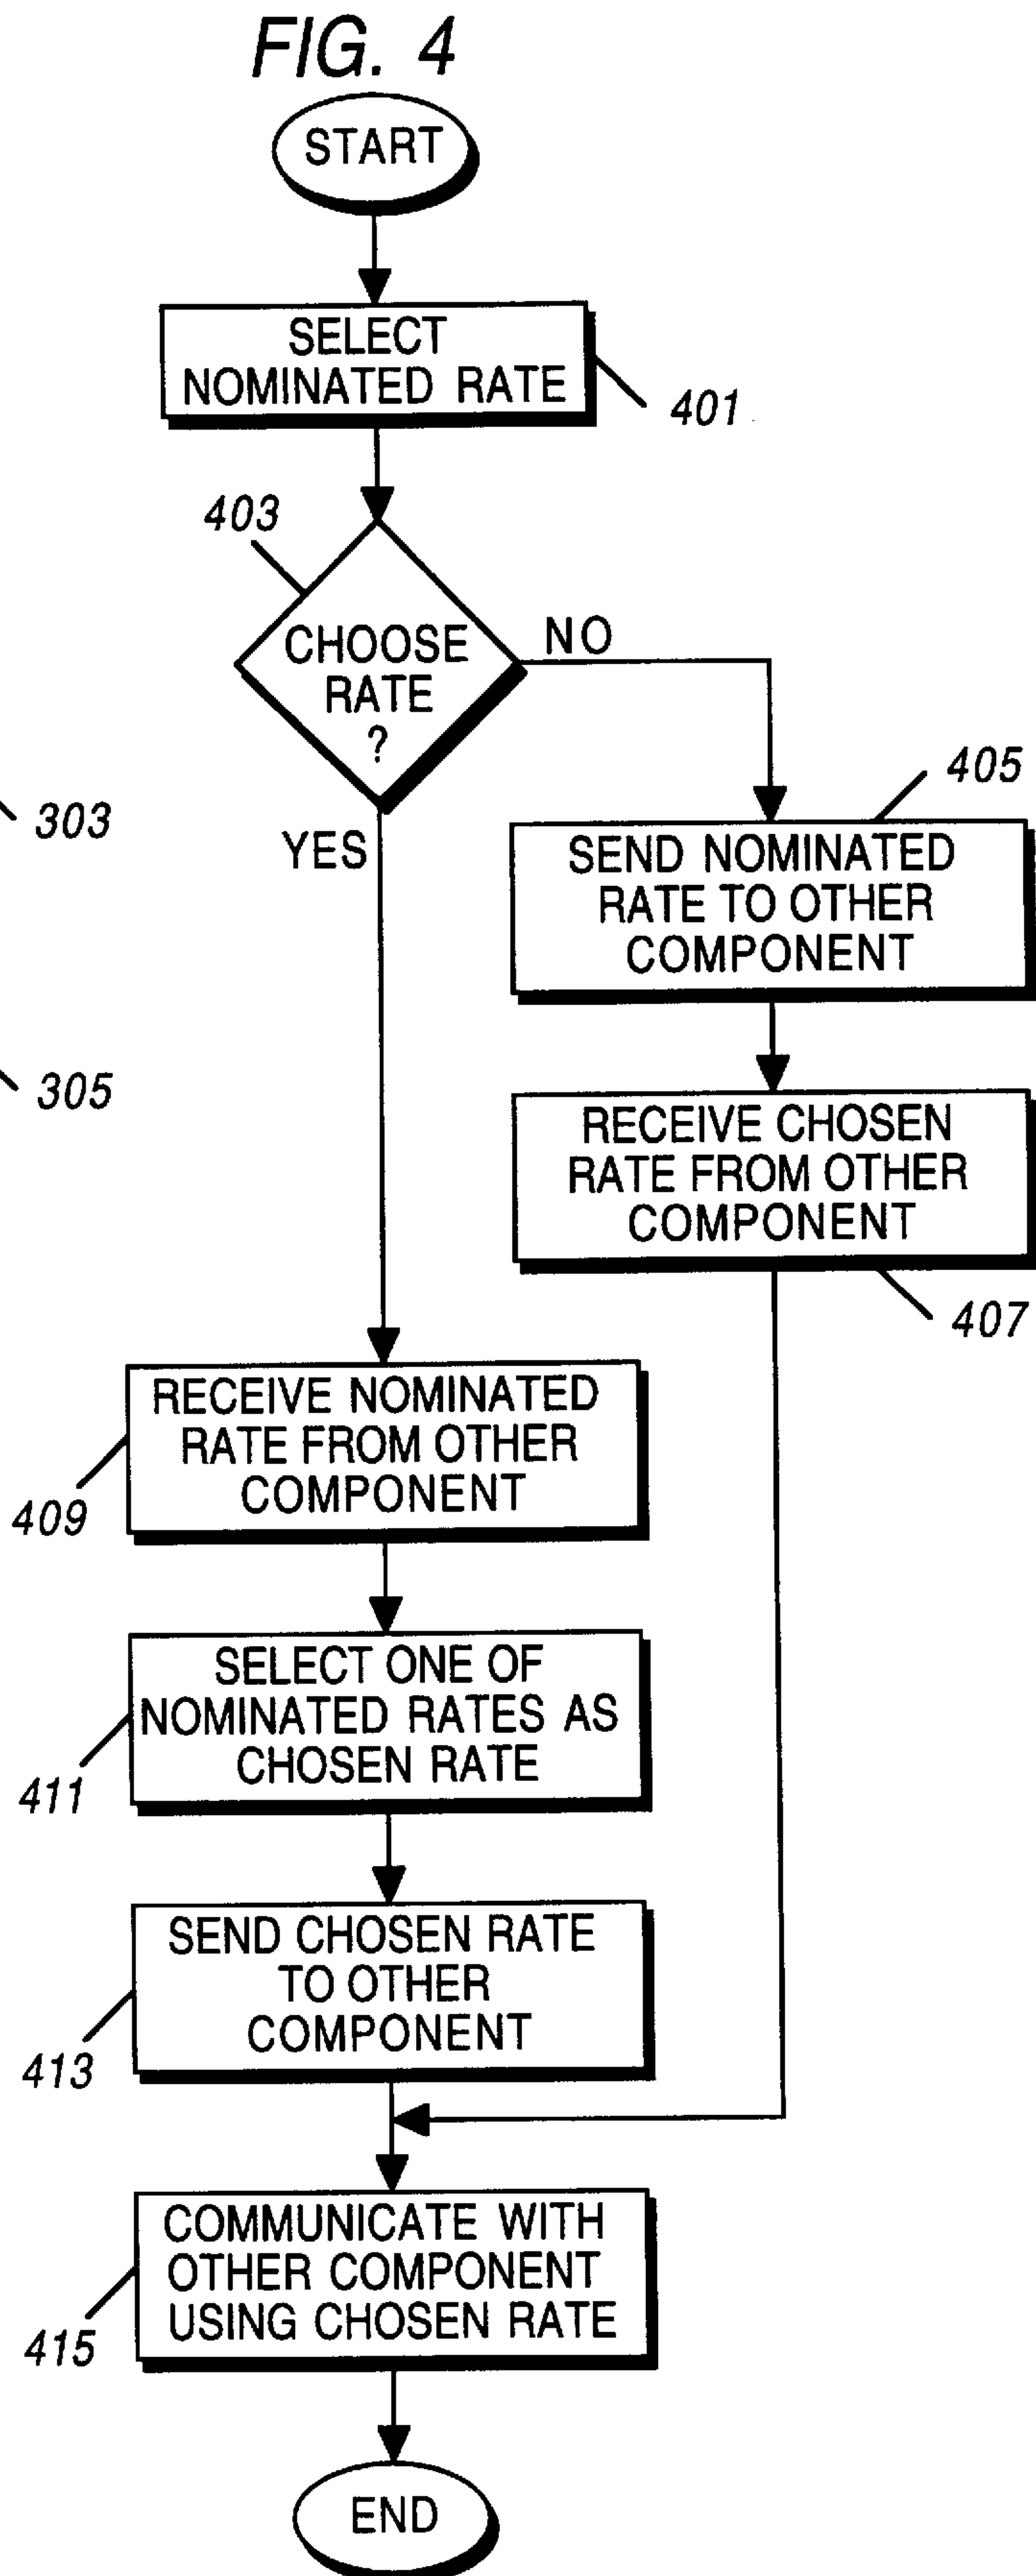 FIG. 4
START
SELECT
NOMINATED RATE
401
403
CHOOSE
RATE
?
NO
YES
405
SEND NOMINATED
RATE TO OTHER
COMPONENT
303
305
RECEIVE CHOSEN
RATE FROM OTHER
COMPONENT
407
RECEIVE NOMINATED
RATE FROM OTHER
COMPONENT
409
SELECT ONE OF
NOMINATED RATES AS
CHOSEN RATE
411
SEND CHOSEN RATE
TO OTHER
COMPONENT
413
COMMUNICATE WITH
OTHER COMPONENT
USING CHOSEN RATE
415
END